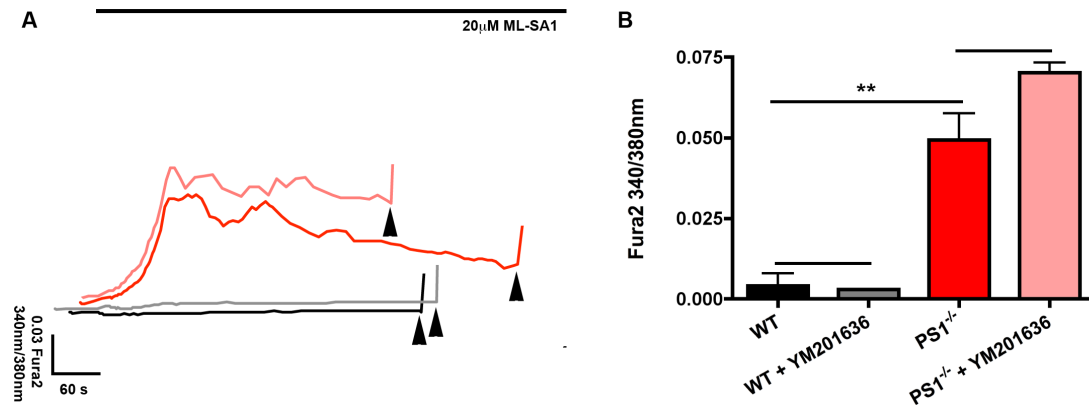 A
20μM ML-SA1
0.03 Fura2
340nm/380nm
60 s
B
Fura2 340/380nm
0.075
0.050
0.025
0.000
**
WT
WT + YM201636
PS1-/-
PS1-/- + YM201636